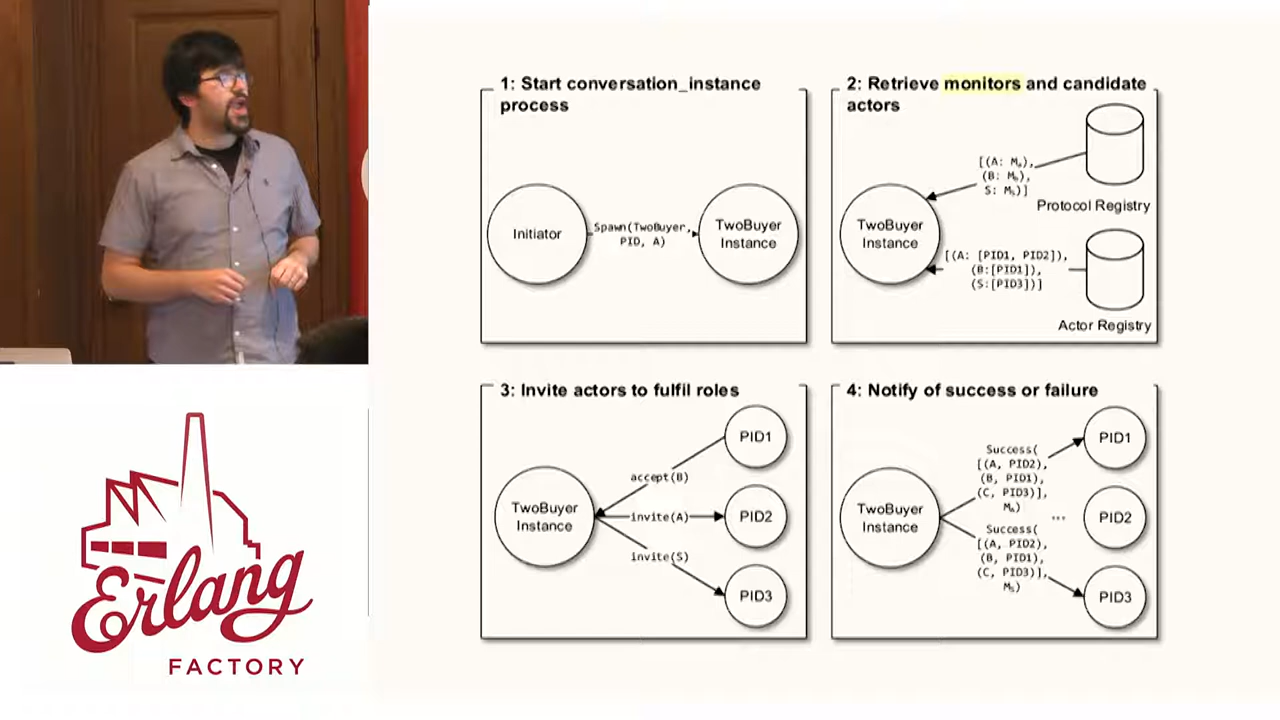 1: Start conversation_instance
process
Initiator
Spawn(TwoBuyer,
PID, A)
TwoBuyer
Instance
2: Retrieve monitors and candidate
actors
[(A: Mₐ),
(B: M_b),
S: Mₛ)]
Protocol Registry
TwoBuyer
Instance
[(A: [PID1, PID2]),
(B:[PID1]),
(S:[PID3])]
Actor Registry
3: Invite actors to fulfil roles
PID1
accept(B)
TwoBuyer
Instance
invite(A)
PID2
invite(S)
PID3
4: Notify of success or failure
PID1
Success(
[(A, PID2),
(B, PID1),
(C, PID3)],
Mₐ)
TwoBuyer
Instance
...
PID2
Success(
[(A, PID2),
(B, PID1),
(C, PID3)],
Mₛ)
PID3
Erlang
FACTORY